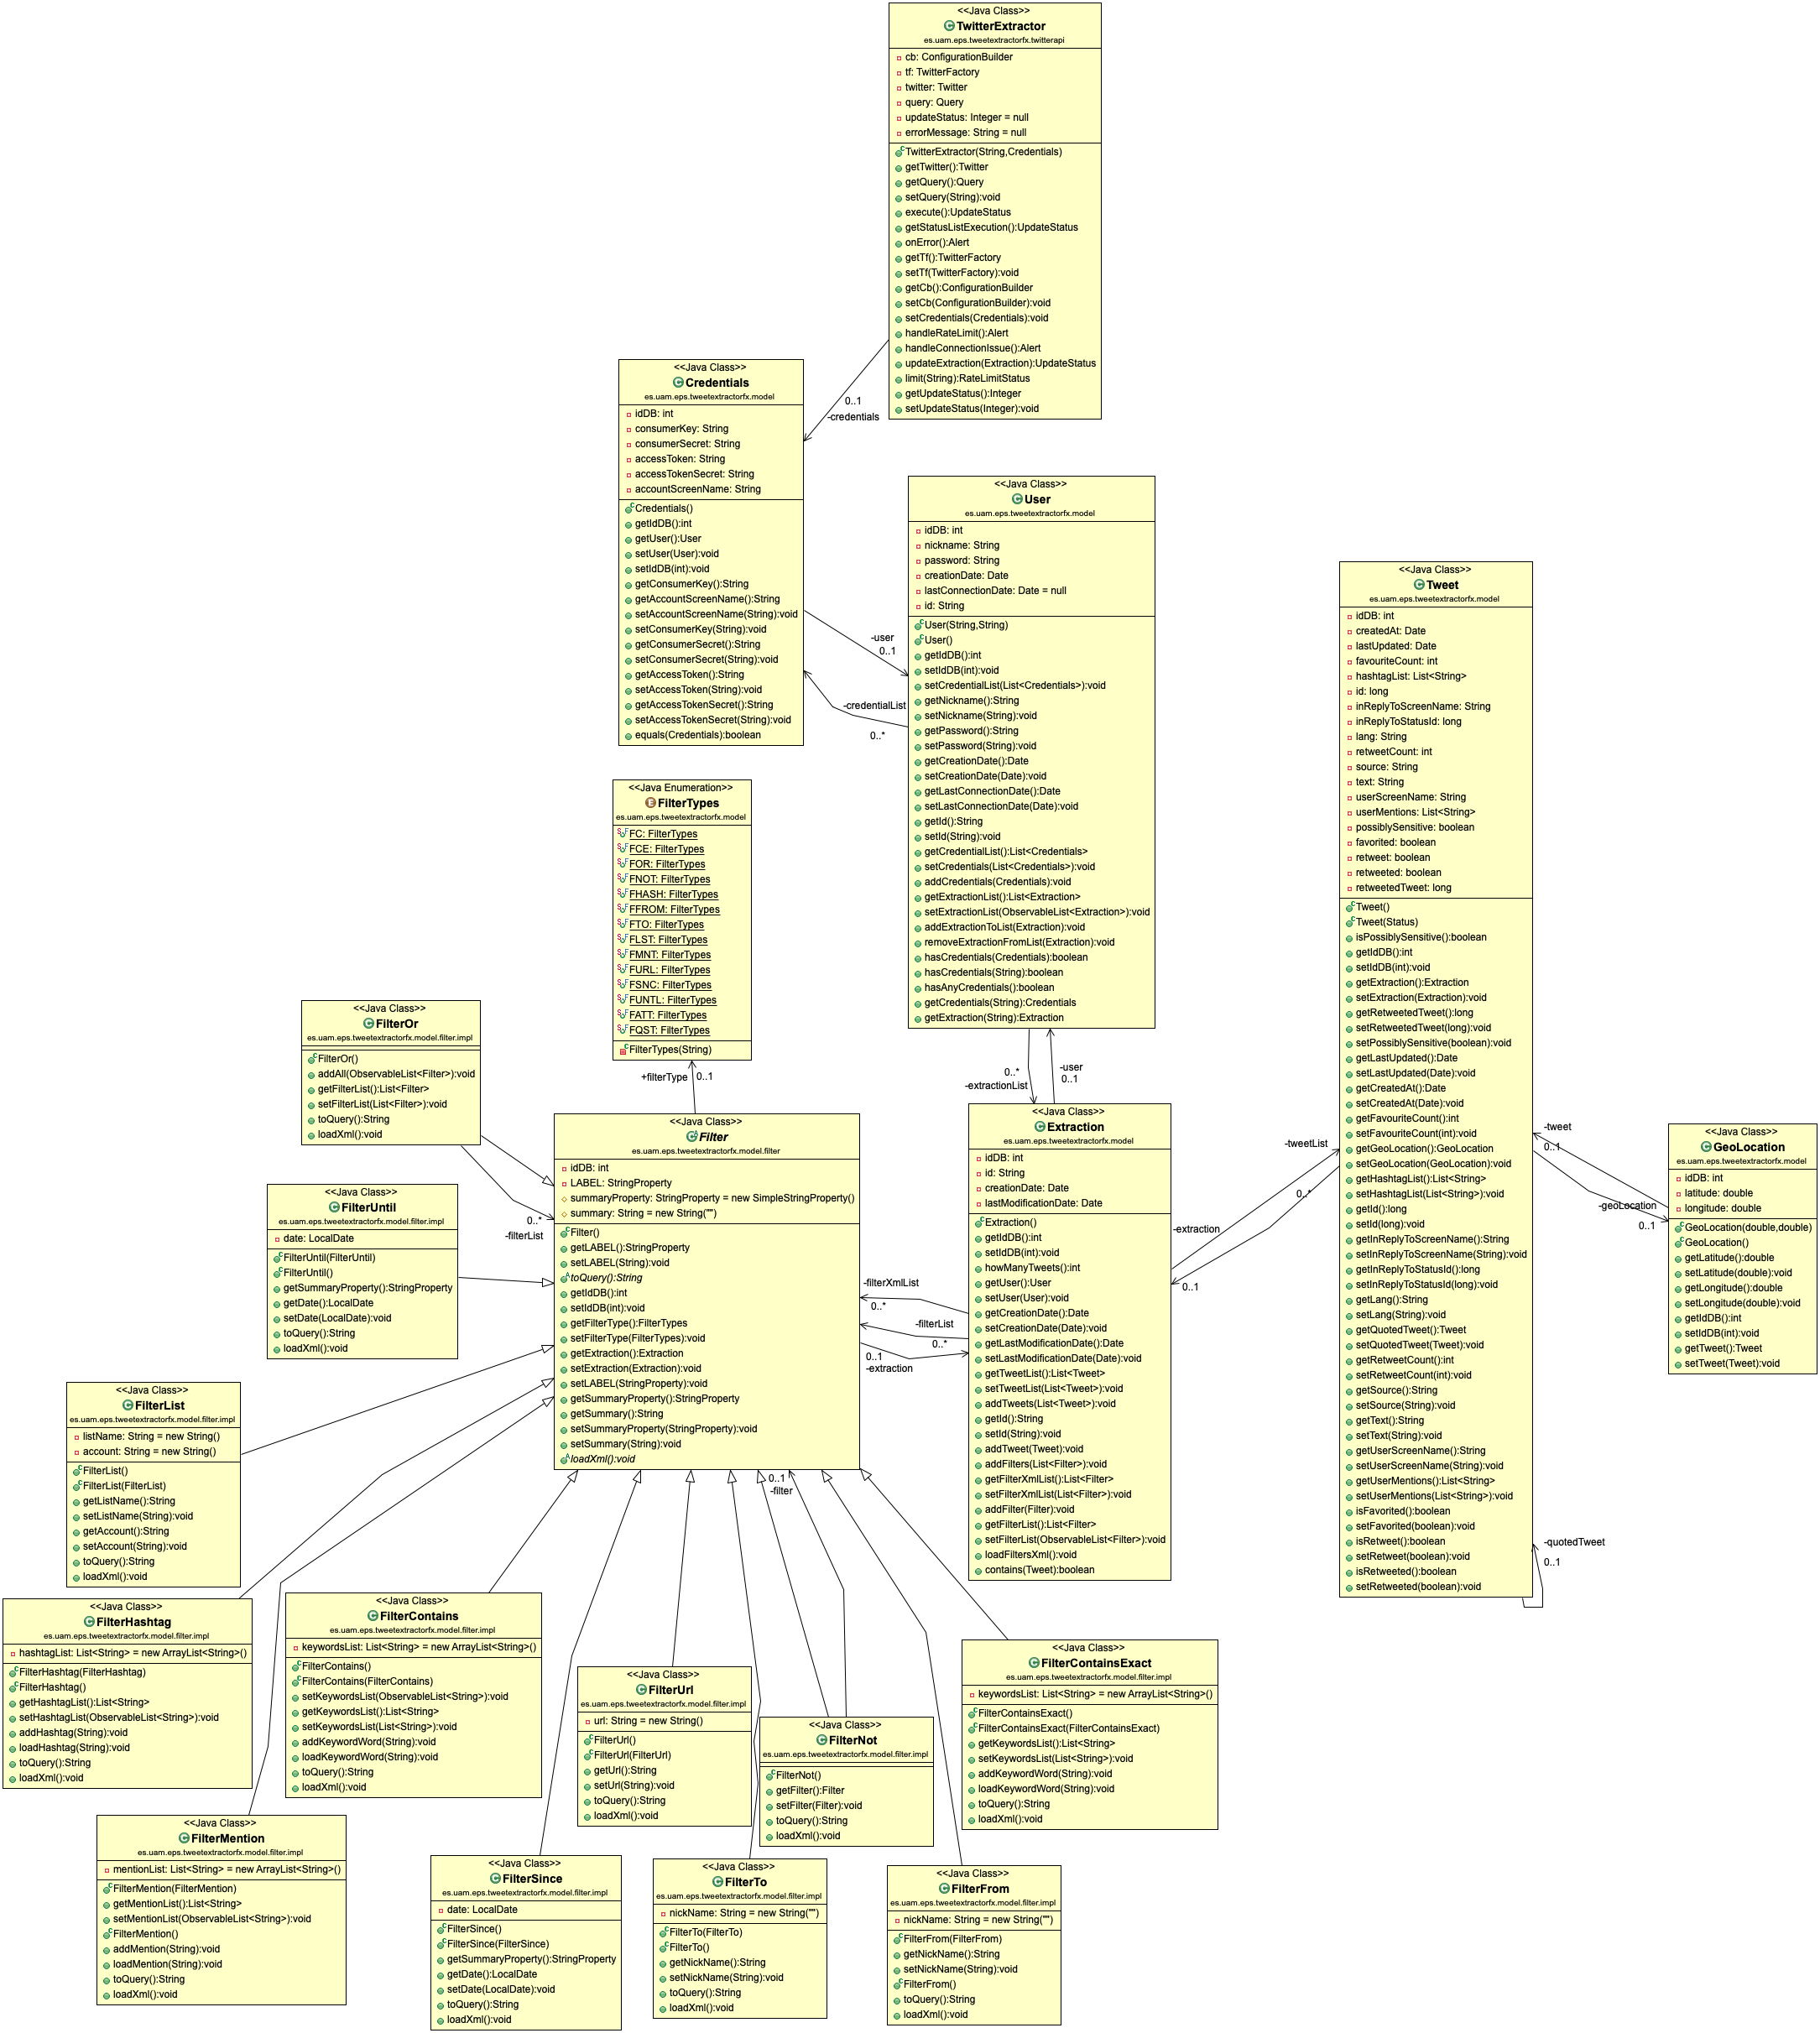 <<Java Class>>
TwitterExtractor
es.uam.eps.tweetextractorfx.twitterapi
cb: ConfigurationBuilder
tf: TwitterFactory
twitter: Twitter
query: Query
updateStatus: Integer = null
errorMessage: String = null
TwitterExtractor(String,Credentials)
getTwitter():Twitter
getQuery():Query
setQuery(String):void
execute():UpdateStatus
getStatusListExecution():UpdateStatus
onError():Alert
getTf():TwitterFactory
setTf(TwitterFactory):void
getCb():ConfigurationBuilder
setCb(ConfigurationBuilder):void
setCredentials(Credentials):void
handleRateLimit():Alert
handleConnectionIssue():Alert
updateExtraction(Extraction):UpdateStatus
limit(String):RateLimitStatus
getUpdateStatus():Integer
setUpdateStatus(Integer):void
0..1
-credentials
<<Java Class>>
Credentials
es.uam.eps.tweetextractorfx.model
idDB: int
consumerKey: String
consumerSecret: String
accessToken: String
accessTokenSecret: String
accountScreenName: String
Credentials()
getIdDB():int
getUser():User
setUser(User):void
setIdDB(int):void
getConsumerKey():String
getAccountScreenName():String
setAccountScreenName(String):void
setConsumerKey(String):void
getConsumerSecret():String
setConsumerSecret(String):void
getAccessToken():String
setAccessToken(String):void
getAccessTokenSecret():String
setAccessTokenSecret(String):void
equals(Credentials):boolean
-user
0..1
-credentialList
0..*
<<Java Class>>
User
es.uam.eps.tweetextractorfx.model
idDB: int
nickname: String
password: String
creationDate: Date
lastConnectionDate: Date = null
id: String
User(String,String)
User()
getIdDB():int
setIdDB(int):void
setCredentialList(List<Credentials>):void
getNickname():String
setNickname(String):void
getPassword():String
setPassword(String):void
getCreationDate():Date
setCreationDate(Date):void
getLastConnectionDate():Date
setLastConnectionDate(Date):void
getId():String
setId(String):void
getCredentialList():List<Credentials>
setCredentials(List<Credentials>):void
addCredentials(Credentials):void
getExtractionList():List<Extraction>
setExtractionList(ObservableList<Extraction>):void
addExtractionToList(Extraction):void
removeExtractionFromList(Extraction):void
hasCredentials(Credentials):boolean
hasCredentials(String):boolean
hasAnyCredentials():boolean
getCredentials(String):Credentials
getExtraction(String):Extraction
0..*
-extractionList
-user
0..1
<<Java Class>>
Tweet
es.uam.eps.tweetextractorfx.model
idDB: int
createdAt: Date
lastUpdated: Date
favouriteCount: int
hashtagList: List<String>
id: long
inReplyToScreenName: String
inReplyToStatusId: long
lang: String
retweetCount: int
source: String
text: String
userScreenName: String
userMentions: List<String>
possiblySensitive: boolean
favorited: boolean
retweet: boolean
retweeted: boolean
retweetedTweet: long
Tweet()
Tweet(Status)
isPossiblySensitive():boolean
getIdDB():int
setIdDB(int):void
getExtraction():Extraction
setExtraction(Extraction):void
getRetweetedTweet():long
setRetweetedTweet(long):void
setPossiblySensitive(boolean):void
getLastUpdated():Date
setLastUpdated(Date):void
getCreatedAt():Date
setCreatedAt(Date):void
getFavouriteCount():int
setFavouriteCount(int):void
getGeoLocation():GeoLocation
setGeoLocation(GeoLocation):void
getHashtagList():List<String>
setHashtagList(List<String>):void
getId():long
setId(long):void
getInReplyToScreenName():String
setInReplyToScreenName(String):void
getInReplyToStatusId():long
setInReplyToStatusId(long):void
getLang():String
setLang(String):void
getQuotedTweet():Tweet
setQuotedTweet(Tweet):void
getRetweetCount():int
setRetweetCount(int):void
getSource():String
setSource(String):void
getText():String
setText(String):void
getUserScreenName():String
setUserScreenName(String):void
getUserMentions():List<String>
setUserMentions(List<String>):void
isFavorited():boolean
setFavorited(boolean):void
isRetweet():boolean
setRetweet(boolean):void
isRetweeted():boolean
setRetweeted(boolean):void
-quotedTweet
0..1
-tweet
0..1
-geoLocation
0..1
<<Java Class>>
GeoLocation
es.uam.eps.tweetextractorfx.model
idDB: int
latitude: double
longitude: double
GeoLocation(double,double)
GeoLocation()
getLatitude():double
setLatitude(double):void
getLongitude():double
setLongitude(double):void
getIdDB():int
setIdDB(int):void
getTweet():Tweet
setTweet(Tweet):void
-tweetList
0..*
-extraction
0..1
<<Java Enumeration>>
FilterTypes
es.uam.eps.tweetextractorfx.model
FC: FilterTypes
FCE: FilterTypes
FOR: FilterTypes
FNOT: FilterTypes
FHASH: FilterTypes
FFROM: FilterTypes
FTO: FilterTypes
FLST: FilterTypes
FMNT: FilterTypes
FURL: FilterTypes
FSNC: FilterTypes
FUNTL: FilterTypes
FATT: FilterTypes
FQST: FilterTypes
FilterTypes(String)
+filterType
0..1
<<Java Class>>
FilterOr
es.uam.eps.tweetextractorfx.model.filter.impl
FilterOr()
addAll(ObservableList<Filter>):void
getFilterList():List<Filter>
setFilterList(List<Filter>):void
toQuery():String
loadXml():void
0..*
-filterList
<<Java Class>>
Filter
es.uam.eps.tweetextractorfx.model.filter
idDB: int
LABEL: StringProperty
summaryProperty: StringProperty = new SimpleStringProperty()
summary: String = new String("")
Filter()
getLABEL():StringProperty
setLABEL(String):void
toQuery():String
getIdDB():int
setIdDB(int):void
getFilterType():FilterTypes
setFilterType(FilterTypes):void
getExtraction():Extraction
setExtraction(Extraction):void
setLABEL(StringProperty):void
getSummaryProperty():StringProperty
getSummary():String
setSummaryProperty(StringProperty):void
setSummary(String):void
loadXml():void
0..1
-filter
-filterXmlList
0..*
-filterList
0..*
0..1
-extraction
<<Java Class>>
Extraction
es.uam.eps.tweetextractorfx.model
idDB: int
id: String
creationDate: Date
lastModificationDate: Date
Extraction()
getIdDB():int
setIdDB(int):void
howManyTweets():int
getUser():User
setUser(User):void
getCreationDate():Date
setCreationDate(Date):void
getLastModificationDate():Date
setLastModificationDate(Date):void
getTweetList():List<Tweet>
setTweetList(List<Tweet>):void
addTweets(List<Tweet>):void
getId():String
setId(String):void
addTweet(Tweet):void
addFilters(List<Filter>):void
getFilterXmlList():List<Filter>
setFilterXmlList(List<Filter>):void
addFilter(Filter):void
getFilterList():List<Filter>
setFilterList(ObservableList<Filter>):void
loadFiltersXml():void
contains(Tweet):boolean
<<Java Class>>
FilterUntil
es.uam.eps.tweetextractorfx.model.filter.impl
date: LocalDate
FilterUntil(FilterUntil)
FilterUntil()
getSummaryProperty():StringProperty
getDate():LocalDate
setDate(LocalDate):void
toQuery():String
loadXml():void
<<Java Class>>
FilterList
es.uam.eps.tweetextractorfx.model.filter.impl
listName: String = new String()
account: String = new String()
FilterList()
FilterList(FilterList)
getListName():String
setListName(String):void
getAccount():String
setAccount(String):void
toQuery():String
loadXml():void
<<Java Class>>
FilterHashtag
es.uam.eps.tweetextractorfx.model.filter.impl
hashtagList: List<String> = new ArrayList<String>()
FilterHashtag(FilterHashtag)
FilterHashtag()
getHashtagList():List<String>
setHashtagList(ObservableList<String>):void
addHashtag(String):void
loadHashtag(String):void
toQuery():String
loadXml():void
<<Java Class>>
FilterContains
es.uam.eps.tweetextractorfx.model.filter.impl
keywordsList: List<String> = new ArrayList<String>()
FilterContains()
FilterContains(FilterContains)
setKeywordsList(ObservableList<String>):void
getKeywordsList():List<String>
setKeywordsList(List<String>):void
addKeywordWord(String):void
loadKeywordWord(String):void
toQuery():String
loadXml():void
<<Java Class>>
FilterUrl
es.uam.eps.tweetextractorfx.model.filter.impl
url: String = new String()
FilterUrl()
FilterUrl(FilterUrl)
getUrl():String
setUrl(String):void
toQuery():String
loadXml():void
<<Java Class>>
FilterNot
es.uam.eps.tweetextractorfx.model.filter.impl
FilterNot()
getFilter():Filter
setFilter(Filter):void
toQuery():String
loadXml():void
<<Java Class>>
FilterContainsExact
es.uam.eps.tweetextractorfx.model.filter.impl
keywordsList: List<String> = new ArrayList<String>()
FilterContainsExact()
FilterContainsExact(FilterContainsExact)
getKeywordsList():List<String>
setKeywordsList(List<String>):void
addKeywordWord(String):void
loadKeywordWord(String):void
toQuery():String
loadXml():void
<<Java Class>>
FilterMention
es.uam.eps.tweetextractorfx.model.filter.impl
mentionList: List<String> = new ArrayList<String>()
FilterMention(FilterMention)
getMentionList():List<String>
setMentionList(ObservableList<String>):void
FilterMention()
addMention(String):void
loadMention(String):void
toQuery():String
loadXml():void
<<Java Class>>
FilterSince
es.uam.eps.tweetextractorfx.model.filter.impl
date: LocalDate
FilterSince()
FilterSince(FilterSince)
getSummaryProperty():StringProperty
getDate():LocalDate
setDate(LocalDate):void
toQuery():String
loadXml():void
<<Java Class>>
FilterTo
es.uam.eps.tweetextractorfx.model.filter.impl
nickName: String = new String("")
FilterTo(FilterTo)
FilterTo()
getNickName():String
setNickName(String):void
toQuery():String
loadXml():void
<<Java Class>>
FilterFrom
es.uam.eps.tweetextractorfx.model.filter.impl
nickName: String = new String("")
FilterFrom(FilterFrom)
getNickName():String
setNickName(String):void
FilterFrom()
toQuery():String
loadXml():void